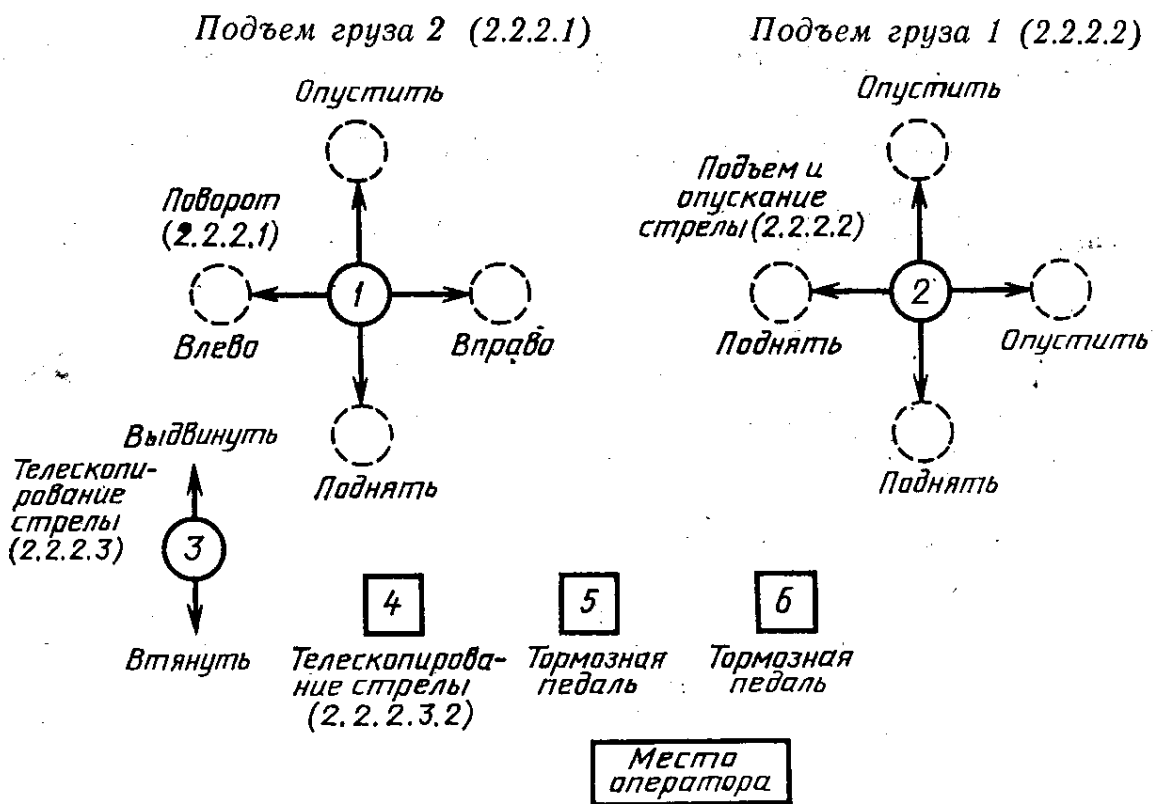 Подъем груза 2 (2.2.2.1)
Подъем груза 1 (2.2.2.2)
Опустить
Поворот
(2.2.2.1)
1
Влево
Вправо
Поднять
Опустить
Подъем и
опускание
стрелы (2.2.2.2)
2
Поднять
Опустить
Поднять
Выдвинуть
Телескопи-
рование
стрелы
(2.2.2.3)
3
Втянуть
4
Телескопирова-
ние стрелы
(2.2.2.3.2)
5
Тормозная
педаль
6
Тормозная
педаль
Место
оператора